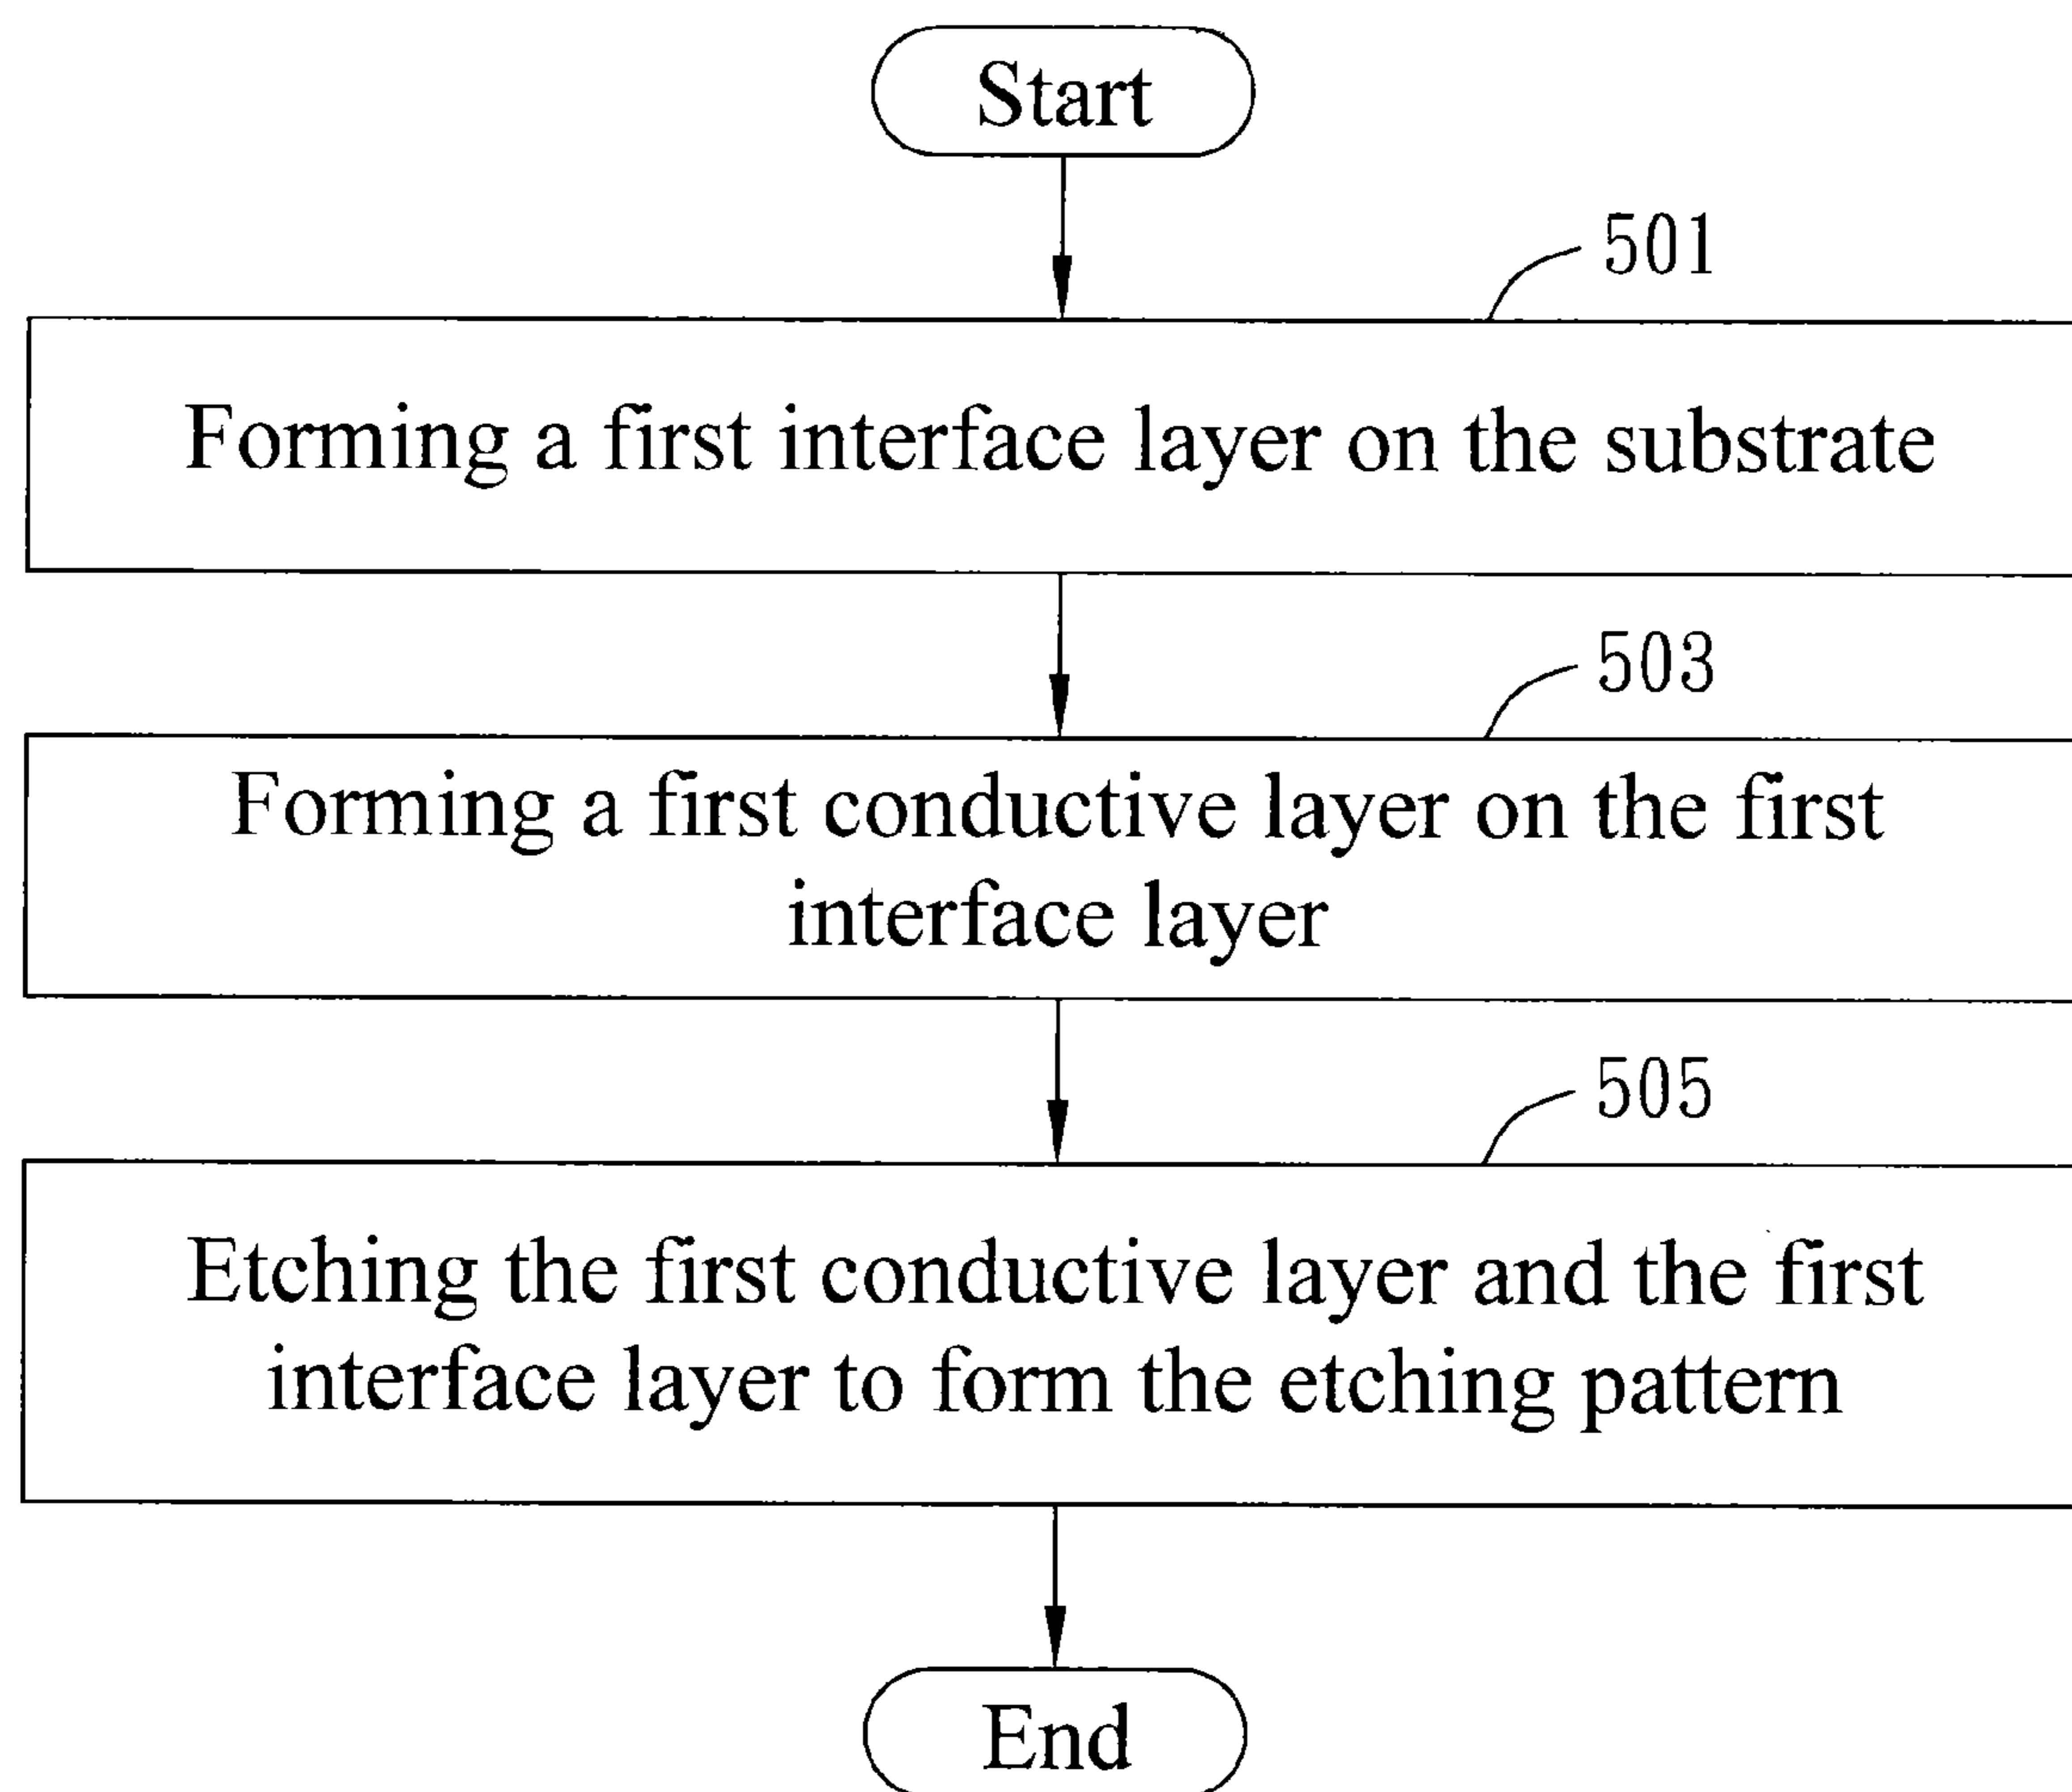 Start
501
Forming a first interface layer on the substrate
503
Forming a first conductive layer on the first
interface layer
505
Etching the first conductive layer and the first
interface layer to form the etching pattern
End